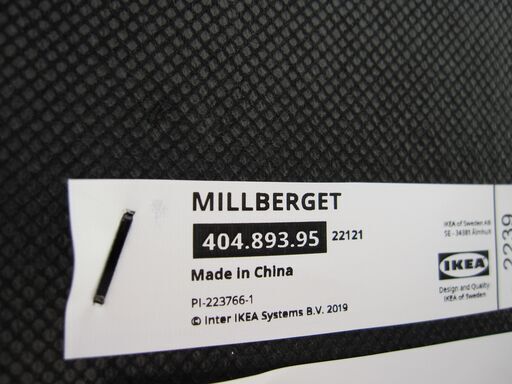 MILLBERGET
404.893.95 22121
Made in China
PI-223766-1
© Inter IKEA Systems B.V. 2019
IKEA of Sweden AB
SE - 34381 Älmhult
IKEA
Design and Quality
IKEA of Sweden
2239